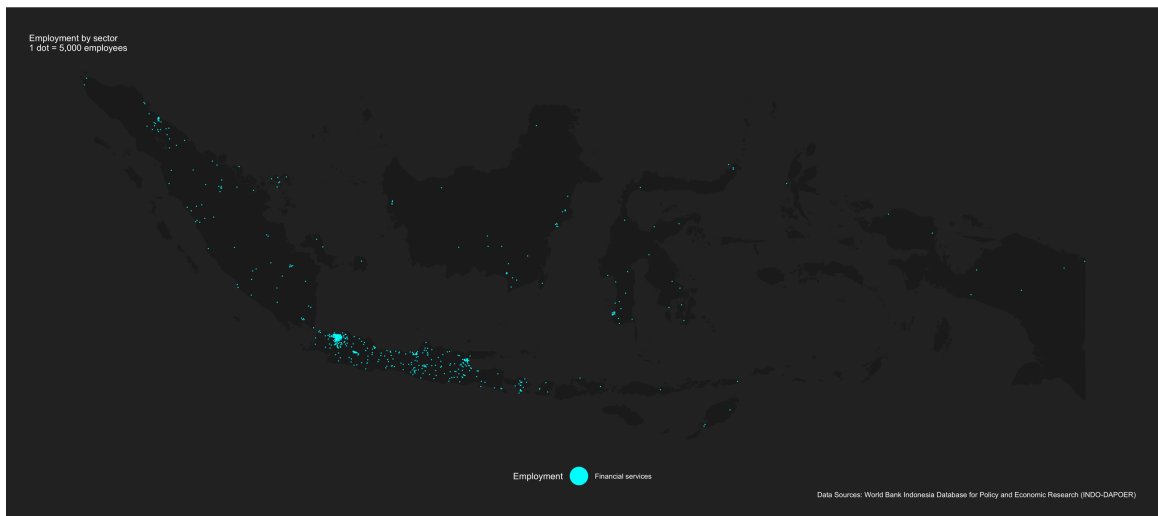 Employment by sector
1 dot = 5,000 employees
Employment
Financial services
Data Sources: World Bank Indonesia Database for Policy and Economic Research (INDO-DAPOER)